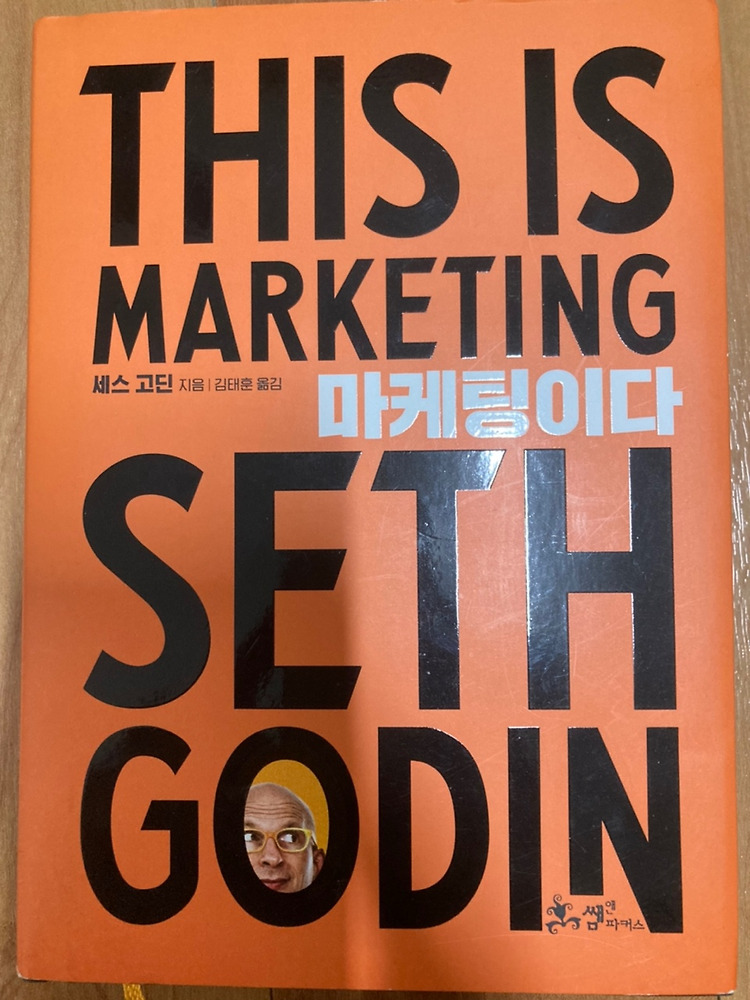 THIS IS
MARKETING
세스 고딘 지음 | 김태훈 옮김
마케팅이다
SETH
GODIN
쌤앤파커스